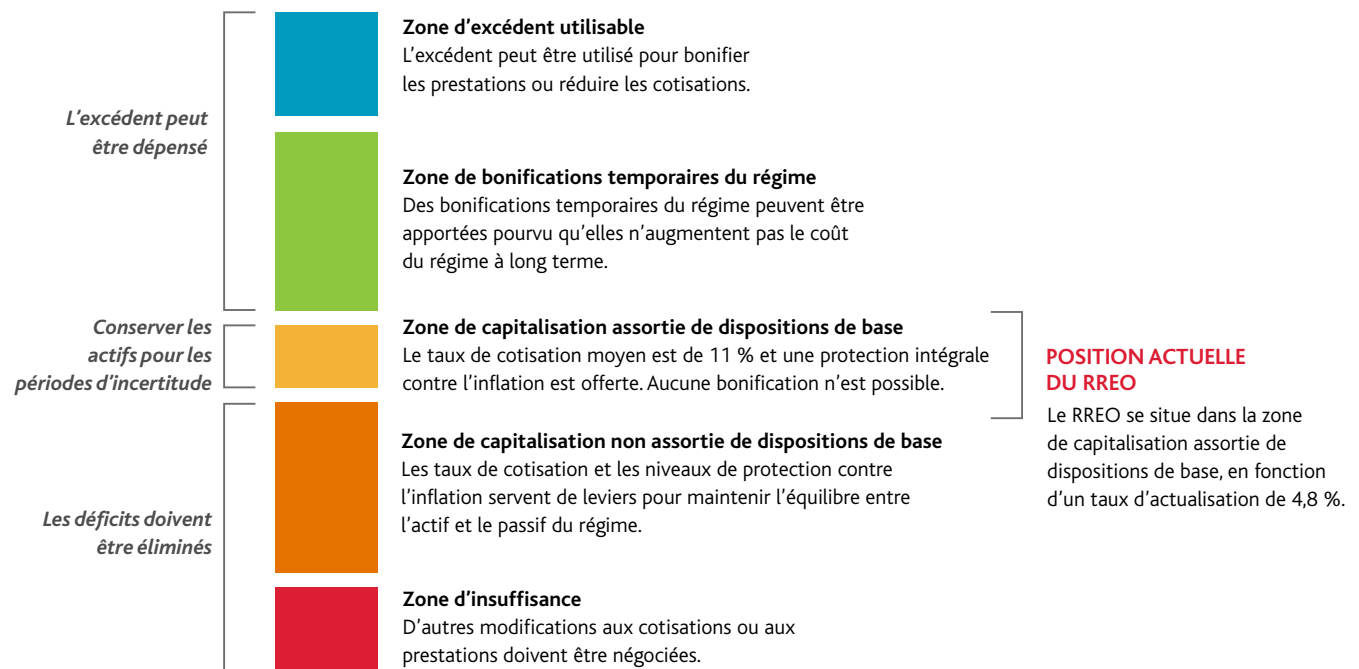 Zone d'excédent utilisable
L'excédent peut être utilisé pour bonifier
les prestations ou réduire les cotisations.
L'excédent peut
être dépensé
Zone de bonifications temporaires du régime
Des bonifications temporaires du régime peuvent être
apportées pourvu qu'elles n'augmentent pas le coût
du régime à long terme.
Conserver les
actifs pour les
périodes d'incertitude
Zone de capitalisation assortie de dispositions de base
Le taux de cotisation moyen est de 11 % et une protection intégrale
contre l'inflation est offerte. Aucune bonification n'est possible.
POSITION ACTUELLE
DU RREO
Le RREO se situe dans la zone
de capitalisation assortie de
dispositions de base, en fonction
d'un taux d'actualisation de 4,8 %.
Zone de capitalisation non assortie de dispositions de base
Les taux de cotisation et les niveaux de protection contre
l'inflation servent de leviers pour maintenir l'équilibre entre
l'actif et le passif du régime.
Les déficits doivent
être éliminés
Zone d'insuffisance
D'autres modifications aux cotisations ou aux
prestations doivent être négociées.